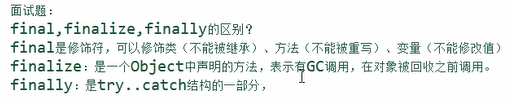 面试题：
final,finalize,finally的区别？
final是修饰符，可以修饰类（不能被继承）、方法（不能被重写）、变量（不能修改值）
finalize：是一个Object中声明的方法，表示有GC调用，在对象被回收之前调用。
finally：是try..catch结构的一部分，